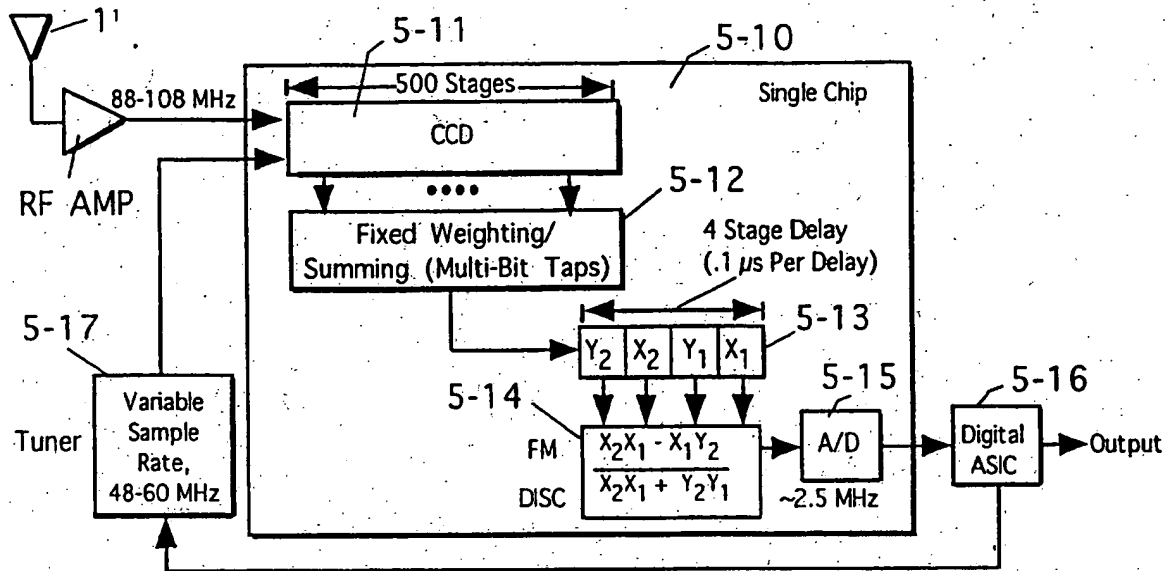 1'
5-11
5-10
500 Stages
Single Chip
88-108 MHz
CCD
RF AMP
5-12
Fixed Weighting/
Summing (Multi-Bit Taps)
4 Stage Delay
(.1 µs Per Delay)
5-17
5-13
Y2 X2 Y1 X1
5-15
5-16
5-14
Tuner
Variable
Sample
Rate,
48-60 MHz
FM
DISC
X2X1 - X1Y2
X2X1 + Y2Y1
A/D
~2.5 MHz
Digital
ASIC
Output